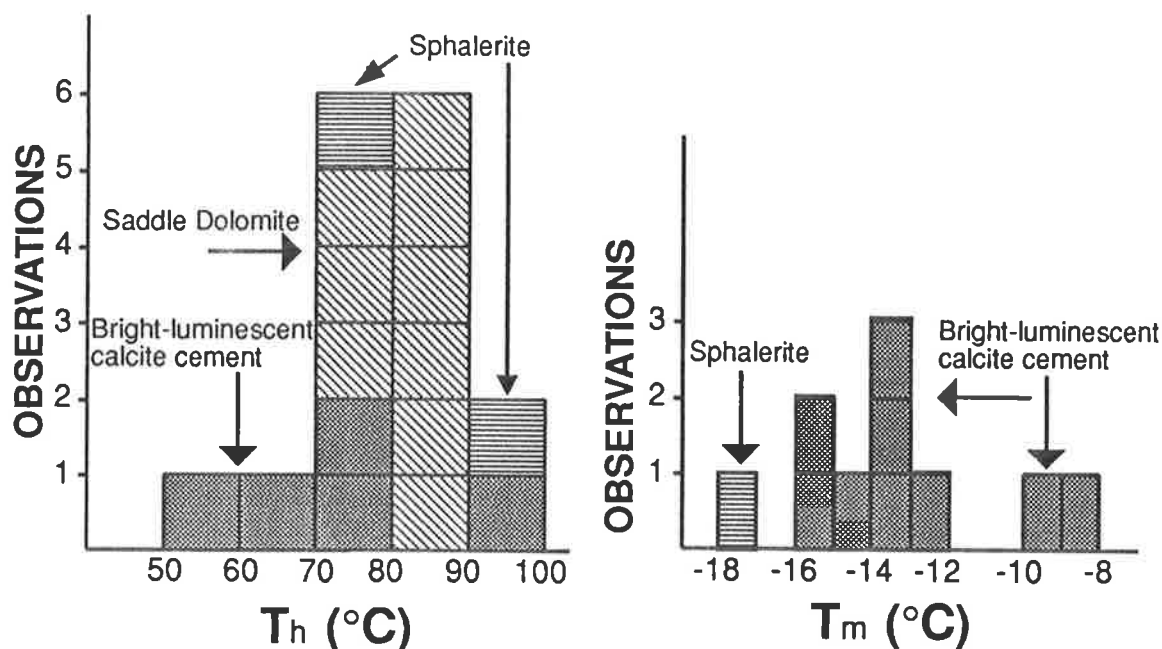 Sphalerite
OBSERVATIONS
6
5
4
3
2
1
Saddle Dolomite
Bright-luminescent
calcite cement
50 60 70 80 90 100
Th (°C)
OBSERVATIONS
3
2
1
Sphalerite
Bright-luminescent
calcite cement
-18 -16 -14 -12 -10 -8
Tm (°C)